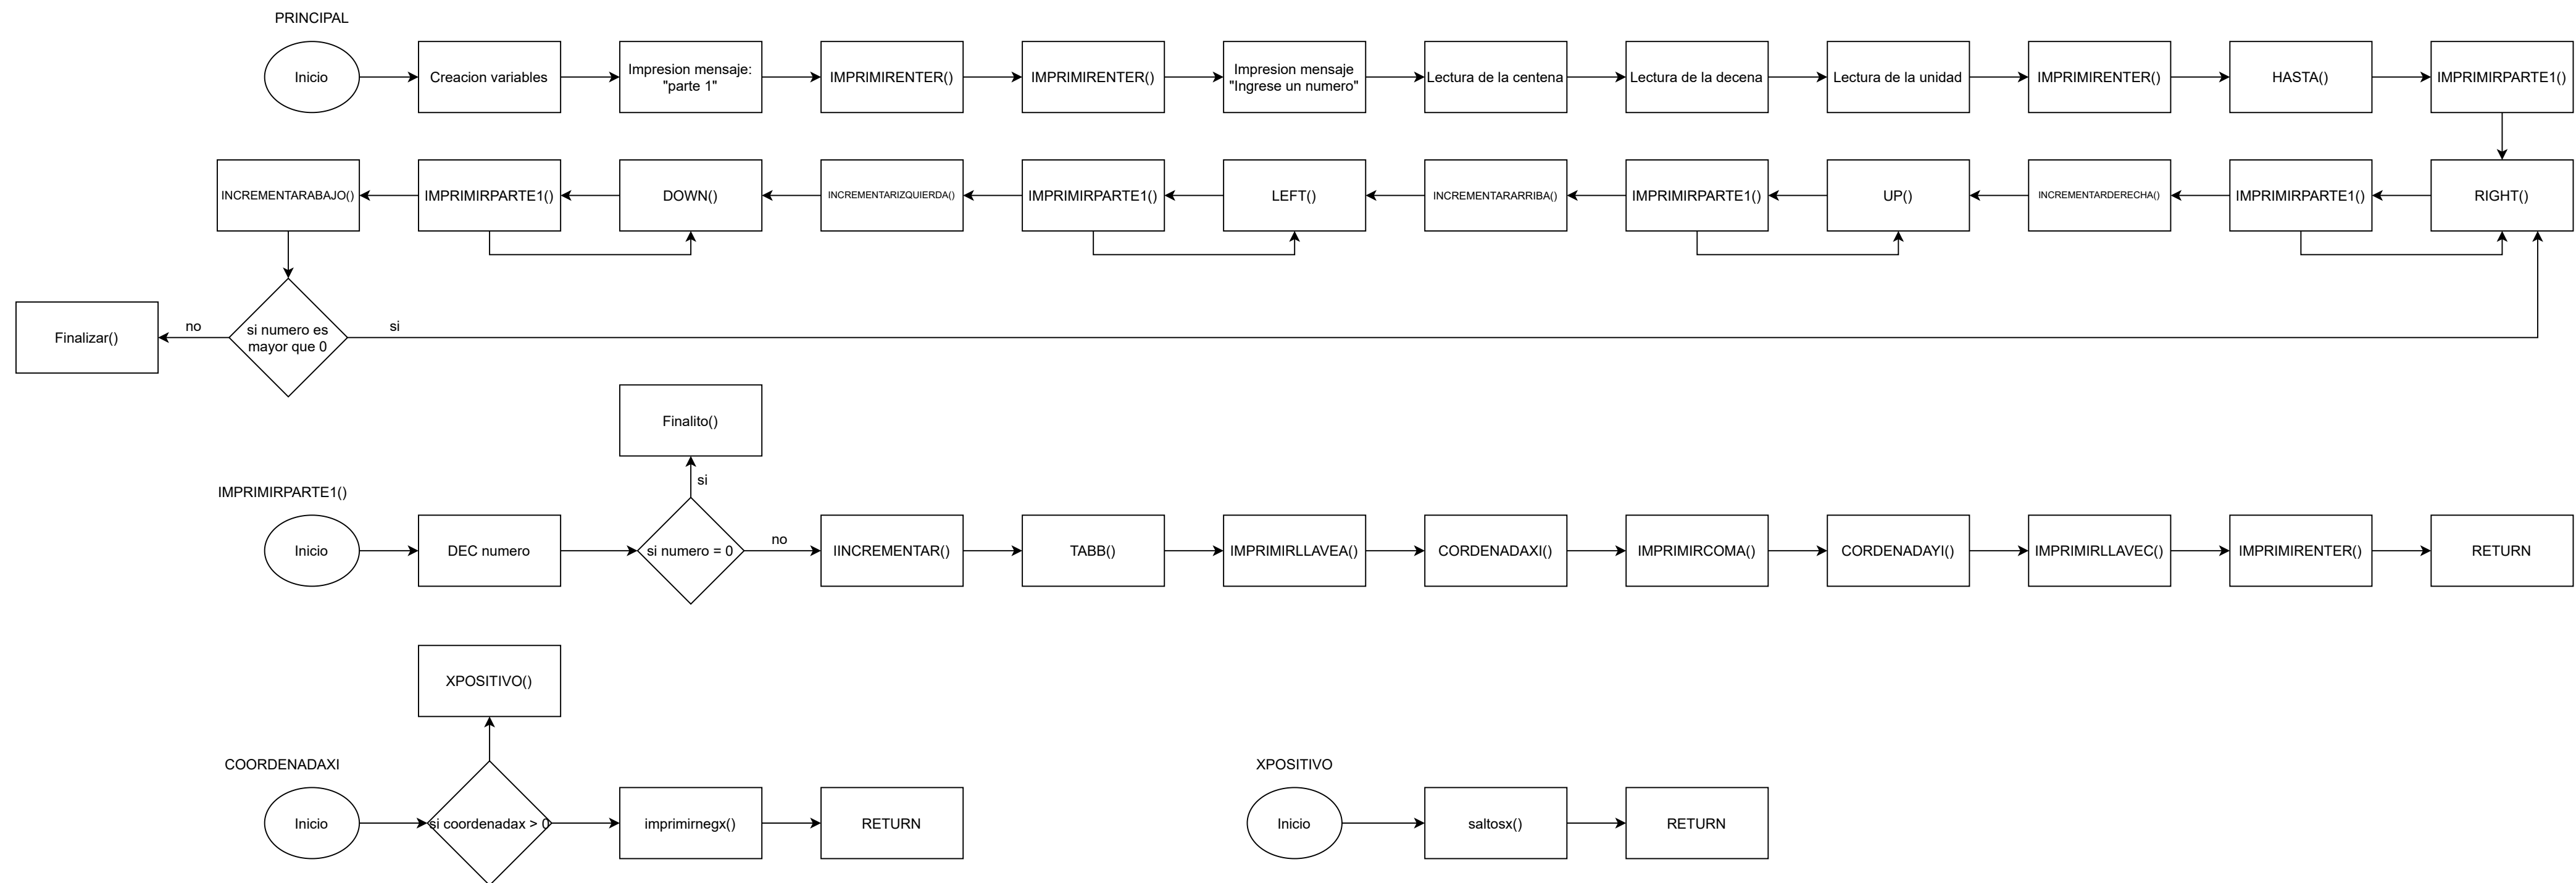 PRINCIPAL
Inicio
Creacion variables
Impresion mensaje:
"parte 1"
IMPRIMIRENTER()
IMPRIMIRENTER()
Impresion mensaje
"Ingrese un numero"
Lectura de la centena
Lectura de la decena
Lectura de la unidad
IMPRIMIRENTER()
HASTA()
IMPRIMIRPARTE1()
INCREMENTARABAJO()
IMPRIMIRPARTE1()
DOWN()
INCREMENTARIZQUIERDA()
IMPRIMIRPARTE1()
LEFT()
INCREMENTARARRIBA()
IMPRIMIRPARTE1()
UP()
INCREMENTARDERECHA()
IMPRIMIRPARTE1()
RIGHT()
Finalizar()
no
si numero es
mayor que 0
si
Finalito()
si
IMPRIMIRPARTE1()
Inicio
DEC numero
si numero = 0
no
IINCREMENTAR()
TABB()
IMPRIMIRLLAVEA()
CORDENADAXI()
IMPRIMIRCOMA()
CORDENADAYI()
IMPRIMIRLLAVEC()
IMPRIMIRENTER()
RETURN
XPOSITIVO()
COORDENADAXI
Inicio
si coordenadax > 0
imprimirnegx()
RETURN
XPOSITIVO
Inicio
saltosx()
RETURN